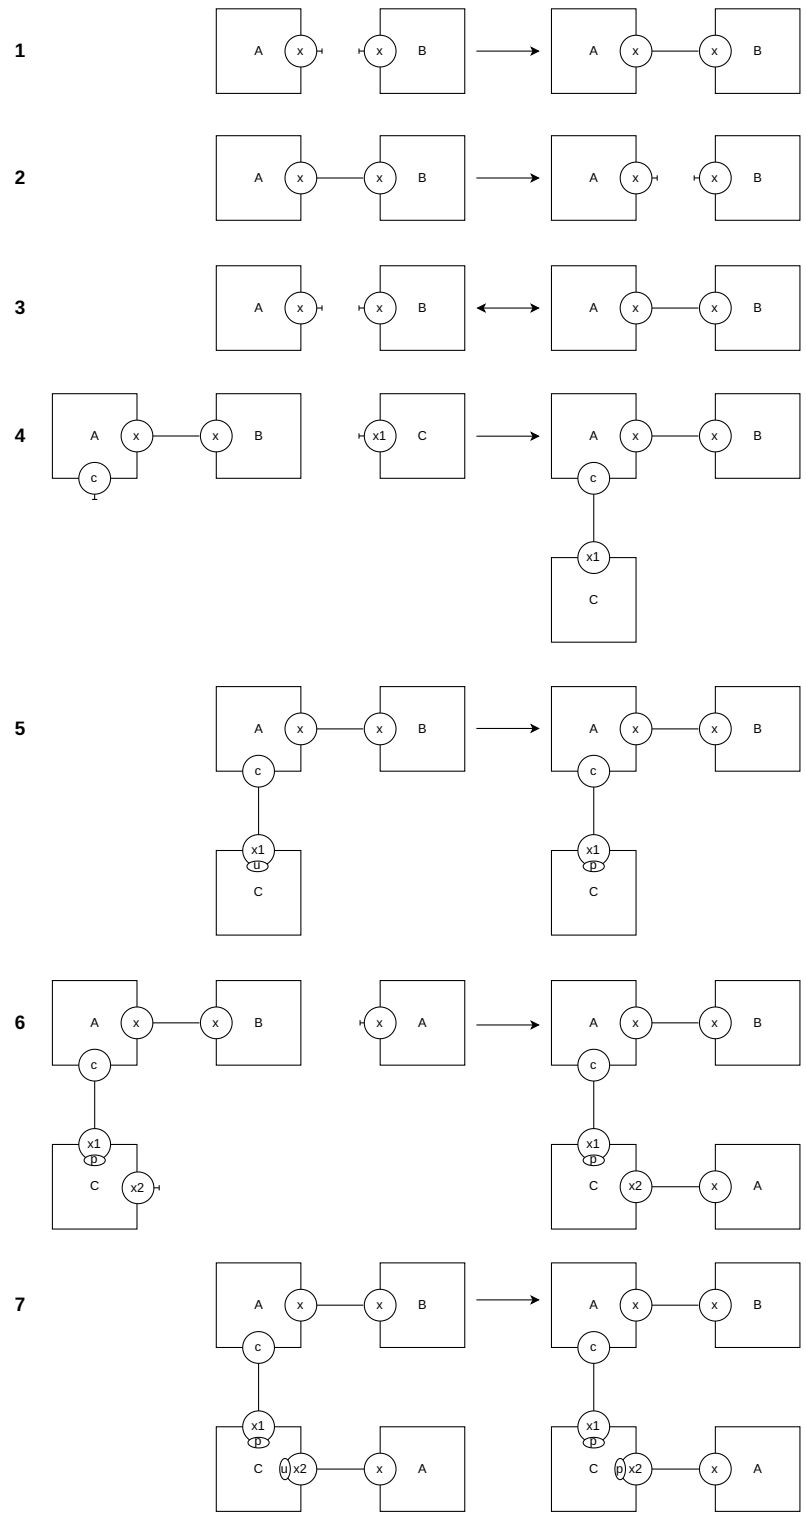 1 A x x B A x x B
2 A x x B A x x B
3 A x x B A x x B
4 A x x B x1 C A x x B
c c
x1
C
5 A x x B A x x B
c c
x1 x1
u p
C C
6 A x x B x A A x x B
c c
x1 x1
p p
C x2 C x2 x A
7 A x x B A x x B
c c
x1 x1
p p
C u x2 x A C p x2 x A